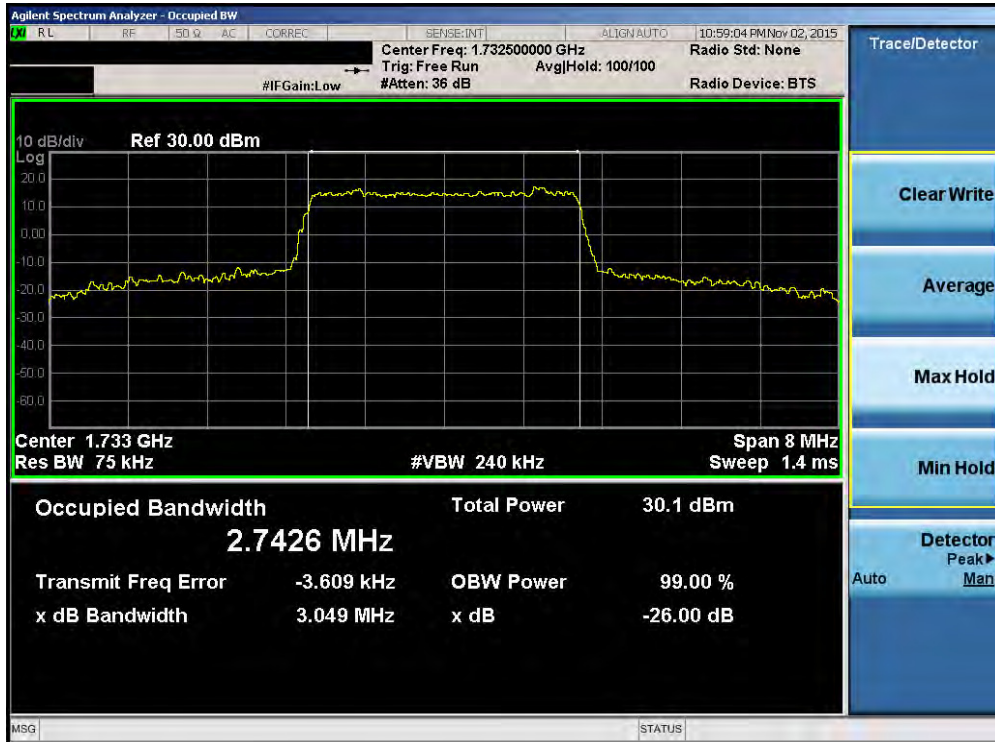 Agilent Spectrum Analyzer - Occupied BW
LXI RL RF 50 Ω AC CORREC SENSE:INT ALIGN AUTO 10:59:04 PM Nov 02, 2015
Center Freq: 1.732500000 GHz Radio Std: None
Trig: Free Run Avg|Hold: 100/100
#IFGain:Low #Atten: 36 dB Radio Device: BTS
10 dB/div Ref 30.00 dBm
Log
20.0
10.0
0.00
-10.0
-20.0
-30.0
-40.0
-50.0
-60.0
Center 1.733 GHz Span 8 MHz
Res BW 75 kHz #VBW 240 kHz Sweep 1.4 ms
Occupied Bandwidth Total Power 30.1 dBm
2.7426 MHz
Transmit Freq Error -3.609 kHz OBW Power 99.00 %
x dB Bandwidth 3.049 MHz x dB -26.00 dB
MSG STATUS
Trace/Detector
Clear Write
Average
Max Hold
Min Hold
Detector
Peak▶
Auto Man